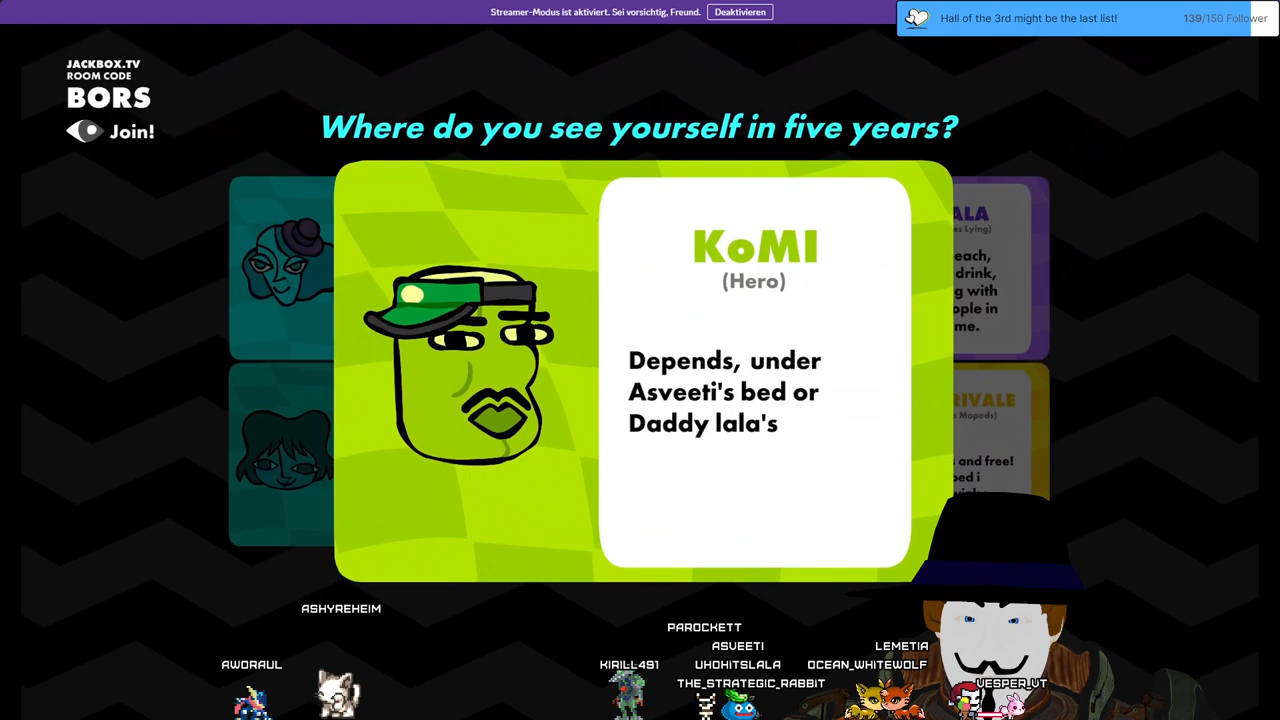 Streamer-Modus ist aktiviert. Sei vorsichtig, Freund. Deaktivieren
Hall of the 3rd might be the last list! 139/150 Follower
JACKBOX.TV
ROOM CODE
BORS
Join!
Where do you see yourself in five years?
KoMI
(Hero)
Depends, under
Asveeti's bed or
Daddy lala's
ALA
Lying)
each,
drink,
with
in
me.
RIVALE
Mopeds)
and free!
i
ASHYREHEIM
PAROCKETT
ASVEETI
LEMETIA
AWORAUL
KIRILL491
UHOHITSLALA
OCEAN_WHITEWOLF
THE_STRATEGIC_RABBIT
VESPER_VT